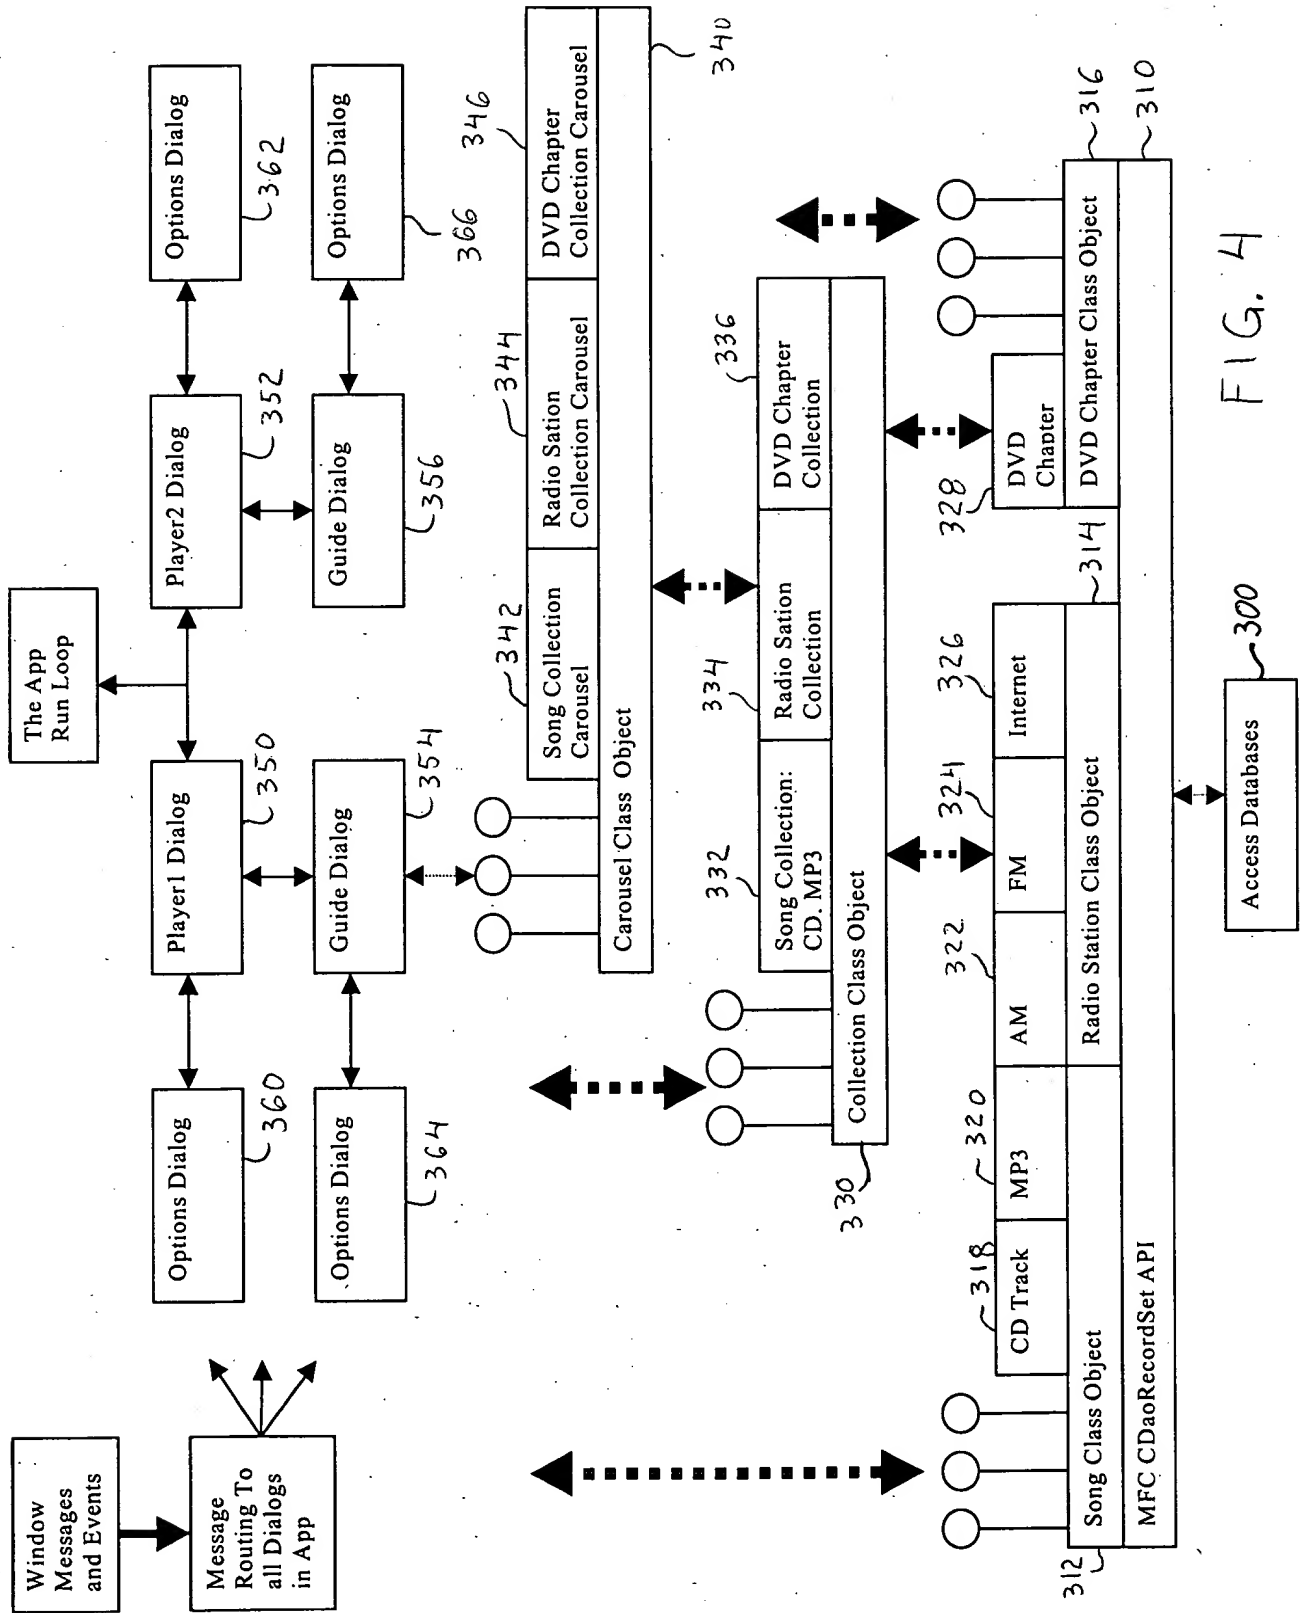 Window
Messages
and Events
Message
Routing To
all Dialogs
in App
The App
Run Loop
Options Dialog
360
Player1 Dialog
350
Player2 Dialog
352
Options Dialog
362
Options Dialog
364
Guide Dialog
354
Guide Dialog
356
Options Dialog
366
Song Collection
Carousel
342
Radio Sation
Collection Carousel
344
DVD Chapter
Collection Carousel
346
Carousel Class Object
340
Song Collection:
CD. MP3
332
Radio Sation
Collection
334
DVD Chapter
Collection
336
Collection Class Object
330
CD Track
318
MP3
320
AM
322
FM
324
Internet
326
DVD
Chapter
328
Song Class Object
312
Radio Station Class Object
314
DVD Chapter Class Object
316
MFC CDaoRecordSet API
310
Access Databases
300
FIG. 4